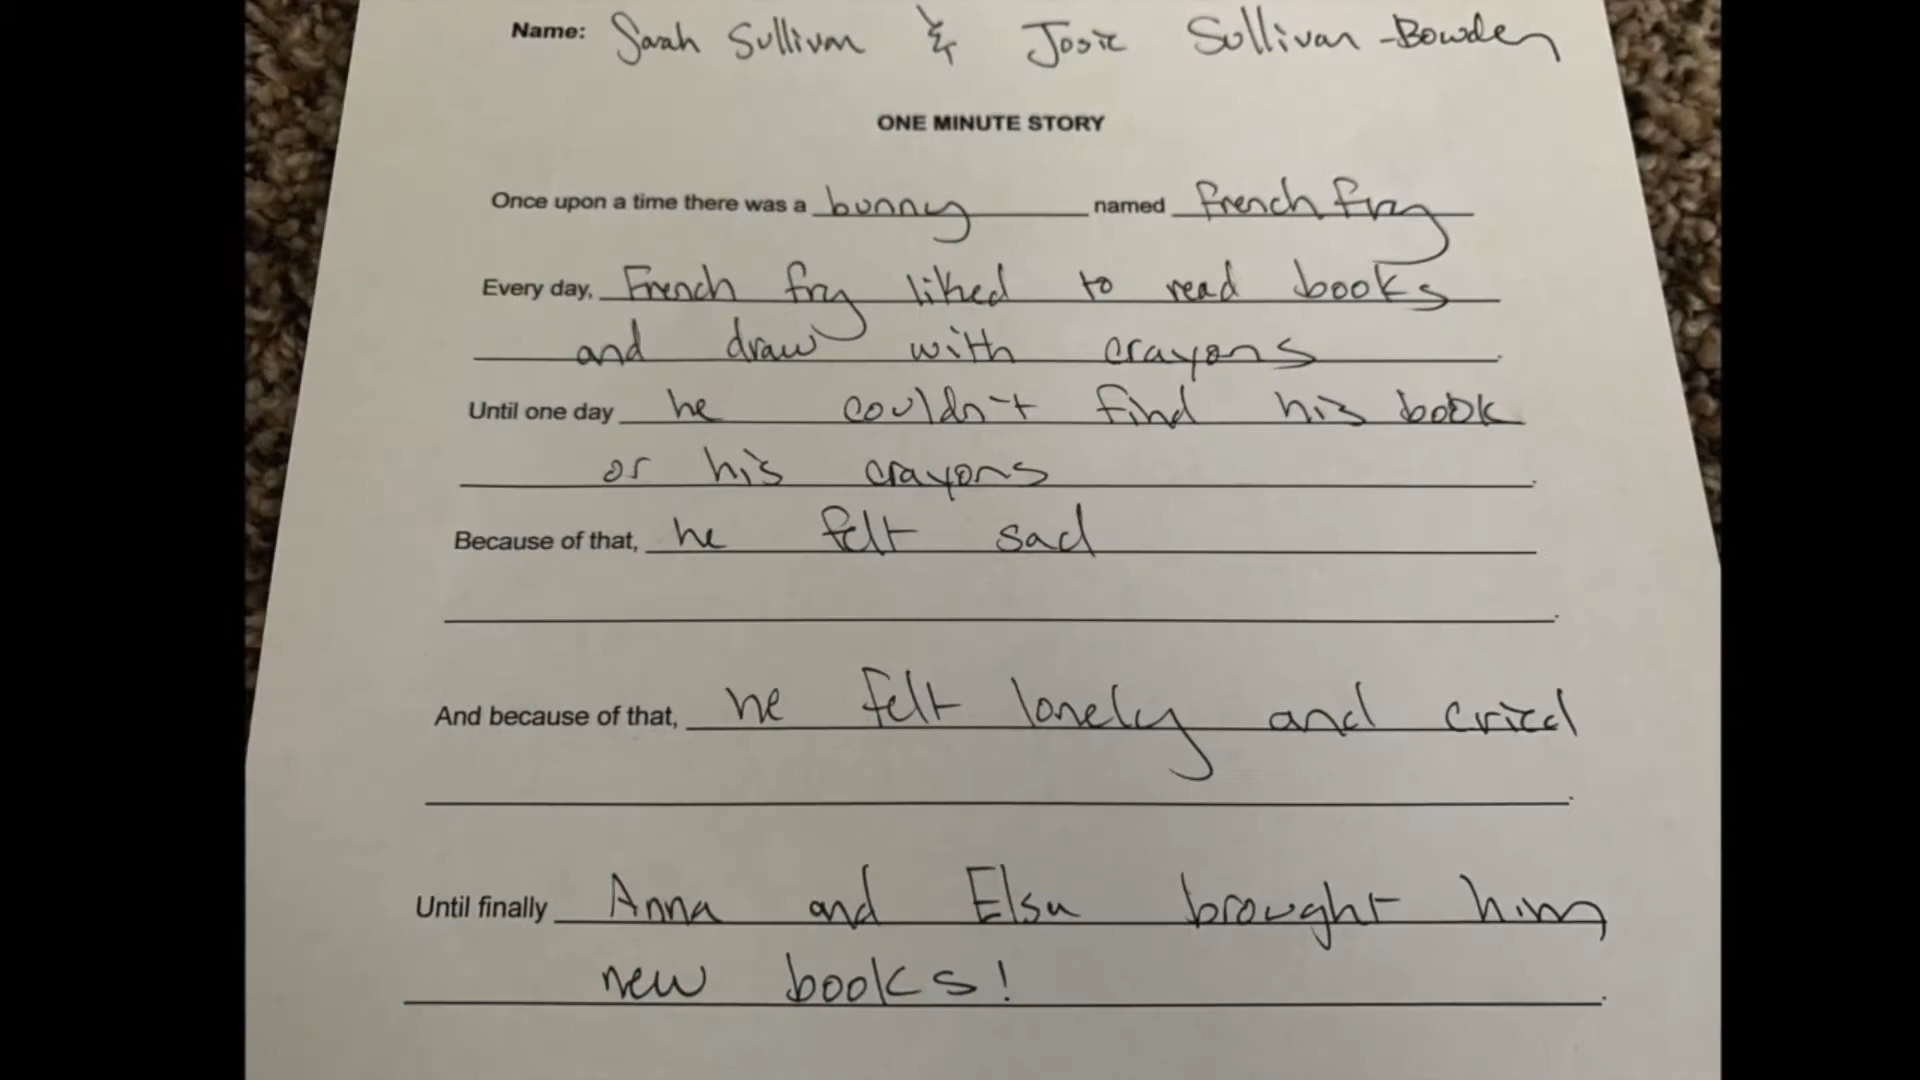 Name: Sarah Sullivan & Josie Sullivan-Bowden
ONE MINUTE STORY
Once upon a time there was a bunny named French fry
Every day, French fry liked to read books
and draw with crayons.
Until one day he couldn't find his book
or his crayons.
Because of that, he felt sad
.
And because of that, he felt lonely and cried
.
Until finally Anna and Elsa brought him
new books!.